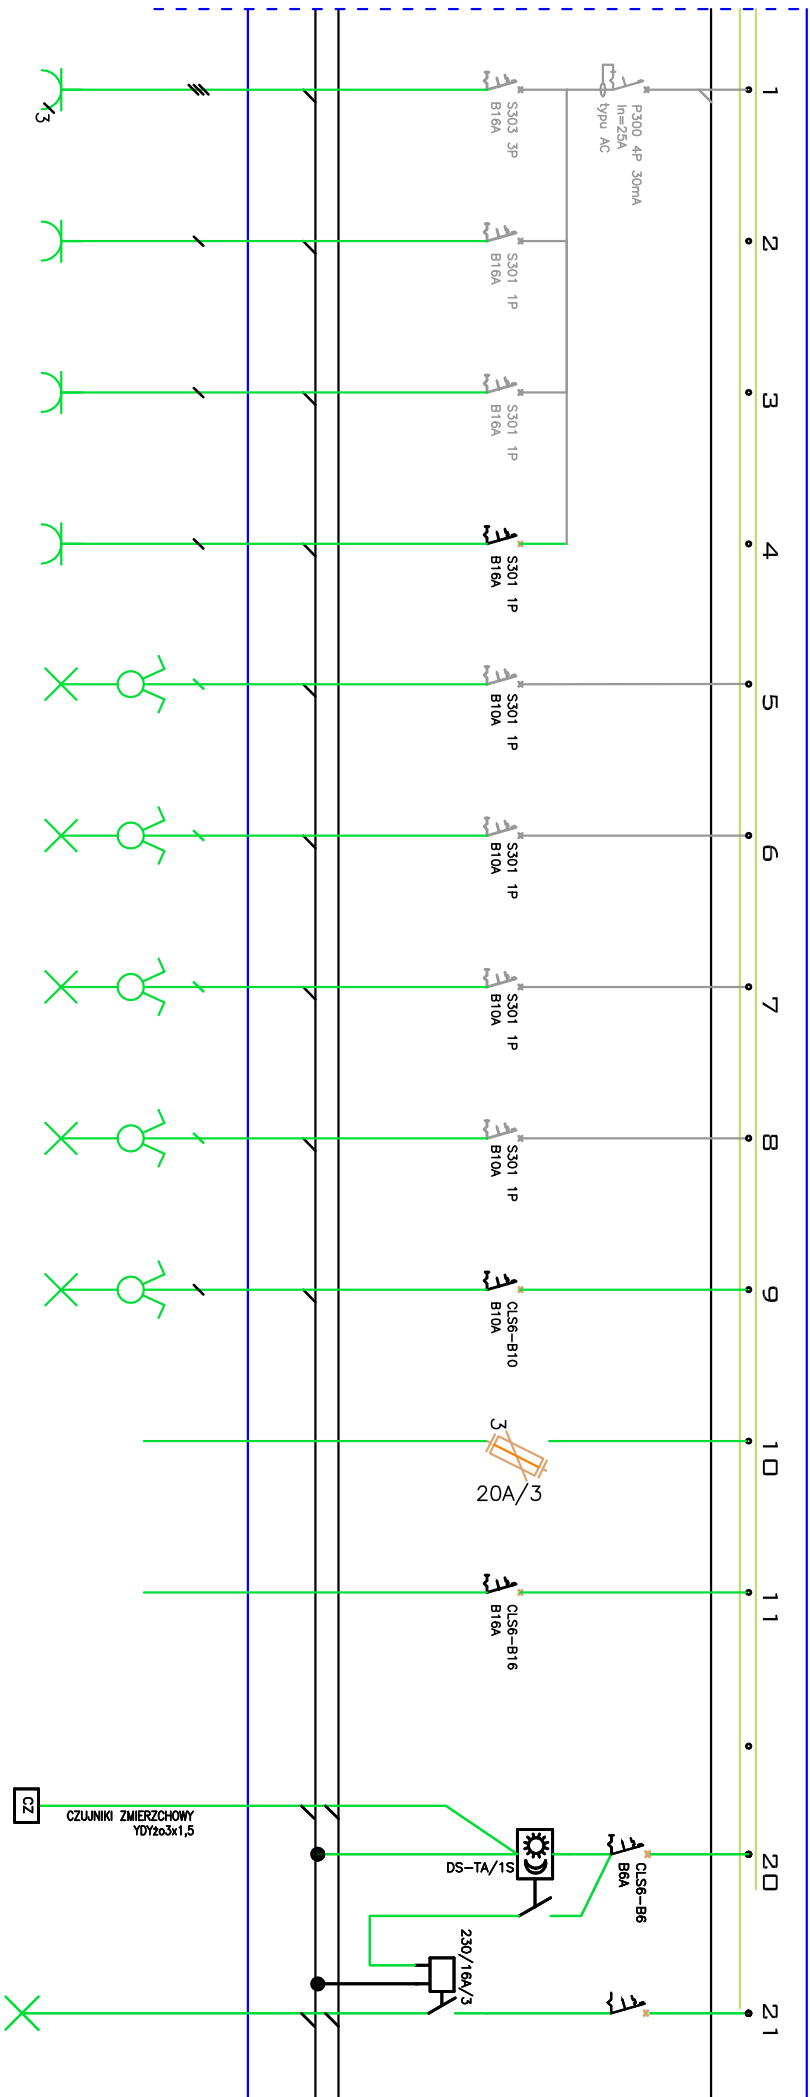 1
P300 4P 30mA
In=25A
typu AC
S303 3P
B16A
3
2
S301 1P
B16A
3
S301 1P
B16A
4
S301 1P
B16A
5
S301 1P
B10A
6
S301 1P
B10A
7
S301 1P
B10A
8
S301 1P
B10A
9
CLS6-B10
B10A
10
3
20A/3
11
CLS6-B16
B16A
20
CLS6-B6
B6A
DS-TA/1S
CZ
CZUJNIKI ZMIERZCHOWY
YDYżo3x1,5
21
230/16A/3